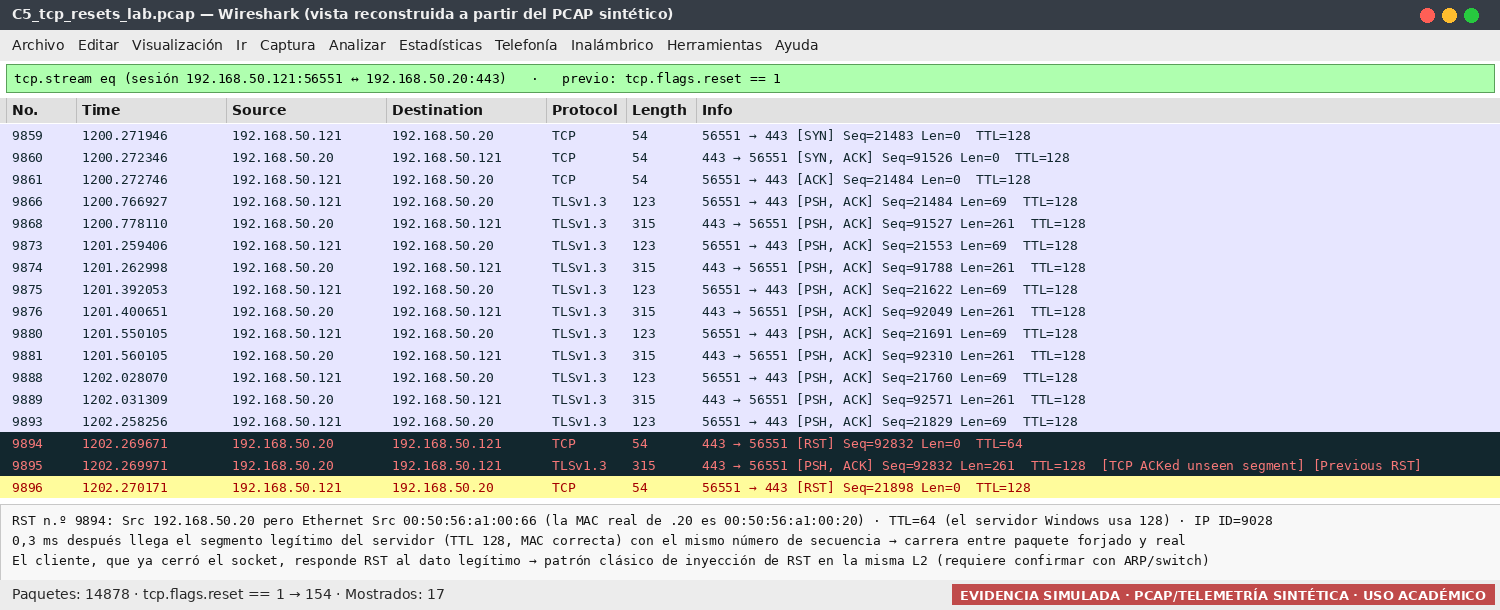 C5_tcp_resets_lab.pcap — Wireshark (vista reconstruida a partir del PCAP sintético)
Archivo Editar Visualización Ir Captura Analizar Estadísticas Telefonía Inalámbrico Herramientas Ayuda
tcp.stream eq (sesión 192.168.50.121:56551 ↔ 192.168.50.20:443) · previo: tcp.flags.reset == 1
No. Time Source Destination Protocol Length Info
9859 1200.271946 192.168.50.121 192.168.50.20 TCP 54 56551 → 443 [SYN] Seq=21483 Len=0 TTL=128
9860 1200.272346 192.168.50.20 192.168.50.121 TCP 54 443 → 56551 [SYN, ACK] Seq=91526 Len=0 TTL=128
9861 1200.272746 192.168.50.121 192.168.50.20 TCP 54 56551 → 443 [ACK] Seq=21484 Len=0 TTL=128
9866 1200.766927 192.168.50.121 192.168.50.20 TLSv1.3 123 56551 → 443 [PSH, ACK] Seq=21484 Len=69 TTL=128
9868 1200.778110 192.168.50.20 192.168.50.121 TLSv1.3 315 443 → 56551 [PSH, ACK] Seq=91527 Len=261 TTL=128
9873 1201.259406 192.168.50.121 192.168.50.20 TLSv1.3 123 56551 → 443 [PSH, ACK] Seq=21553 Len=69 TTL=128
9874 1201.262998 192.168.50.20 192.168.50.121 TLSv1.3 315 443 → 56551 [PSH, ACK] Seq=91788 Len=261 TTL=128
9875 1201.392053 192.168.50.121 192.168.50.20 TLSv1.3 123 56551 → 443 [PSH, ACK] Seq=21622 Len=69 TTL=128
9876 1201.400651 192.168.50.20 192.168.50.121 TLSv1.3 315 443 → 56551 [PSH, ACK] Seq=92049 Len=261 TTL=128
9880 1201.550105 192.168.50.121 192.168.50.20 TLSv1.3 123 56551 → 443 [PSH, ACK] Seq=21691 Len=69 TTL=128
9881 1201.560105 192.168.50.20 192.168.50.121 TLSv1.3 315 443 → 56551 [PSH, ACK] Seq=92310 Len=261 TTL=128
9888 1202.028070 192.168.50.121 192.168.50.20 TLSv1.3 123 56551 → 443 [PSH, ACK] Seq=21760 Len=69 TTL=128
9889 1202.031309 192.168.50.20 192.168.50.121 TLSv1.3 315 443 → 56551 [PSH, ACK] Seq=92571 Len=261 TTL=128
9893 1202.258256 192.168.50.121 192.168.50.20 TLSv1.3 123 56551 → 443 [PSH, ACK] Seq=21829 Len=69 TTL=128
9894 1202.269671 192.168.50.20 192.168.50.121 TCP 54 443 → 56551 [RST] Seq=92832 Len=0 TTL=64
9895 1202.269971 192.168.50.20 192.168.50.121 TLSv1.3 315 443 → 56551 [PSH, ACK] Seq=92832 Len=261 TTL=128 [TCP ACKed unseen segment] [Previous RST]
9896 1202.270171 192.168.50.121 192.168.50.20 TCP 54 56551 → 443 [RST] Seq=21898 Len=0 TTL=128
RST n.º 9894: Src 192.168.50.20 pero Ethernet Src 00:50:56:a1:00:66 (la MAC real de .20 es 00:50:56:a1:00:20) · TTL=64 (el servidor Windows usa 128) · IP ID=9028
0,3 ms después llega el segmento legítimo del servidor (TTL 128, MAC correcta) con el mismo número de secuencia → carrera entre paquete forjado y real
El cliente, que ya cerró el socket, responde RST al dato legítimo → patrón clásico de inyección de RST en la misma L2 (requiere confirmar con ARP/switch)
Paquetes: 14878 · tcp.flags.reset == 1 → 154 · Mostrados: 17
EVIDENCIA SIMULADA · PCAP/TELEMETRÍA SINTÉTICA · USO ACADÉMICO